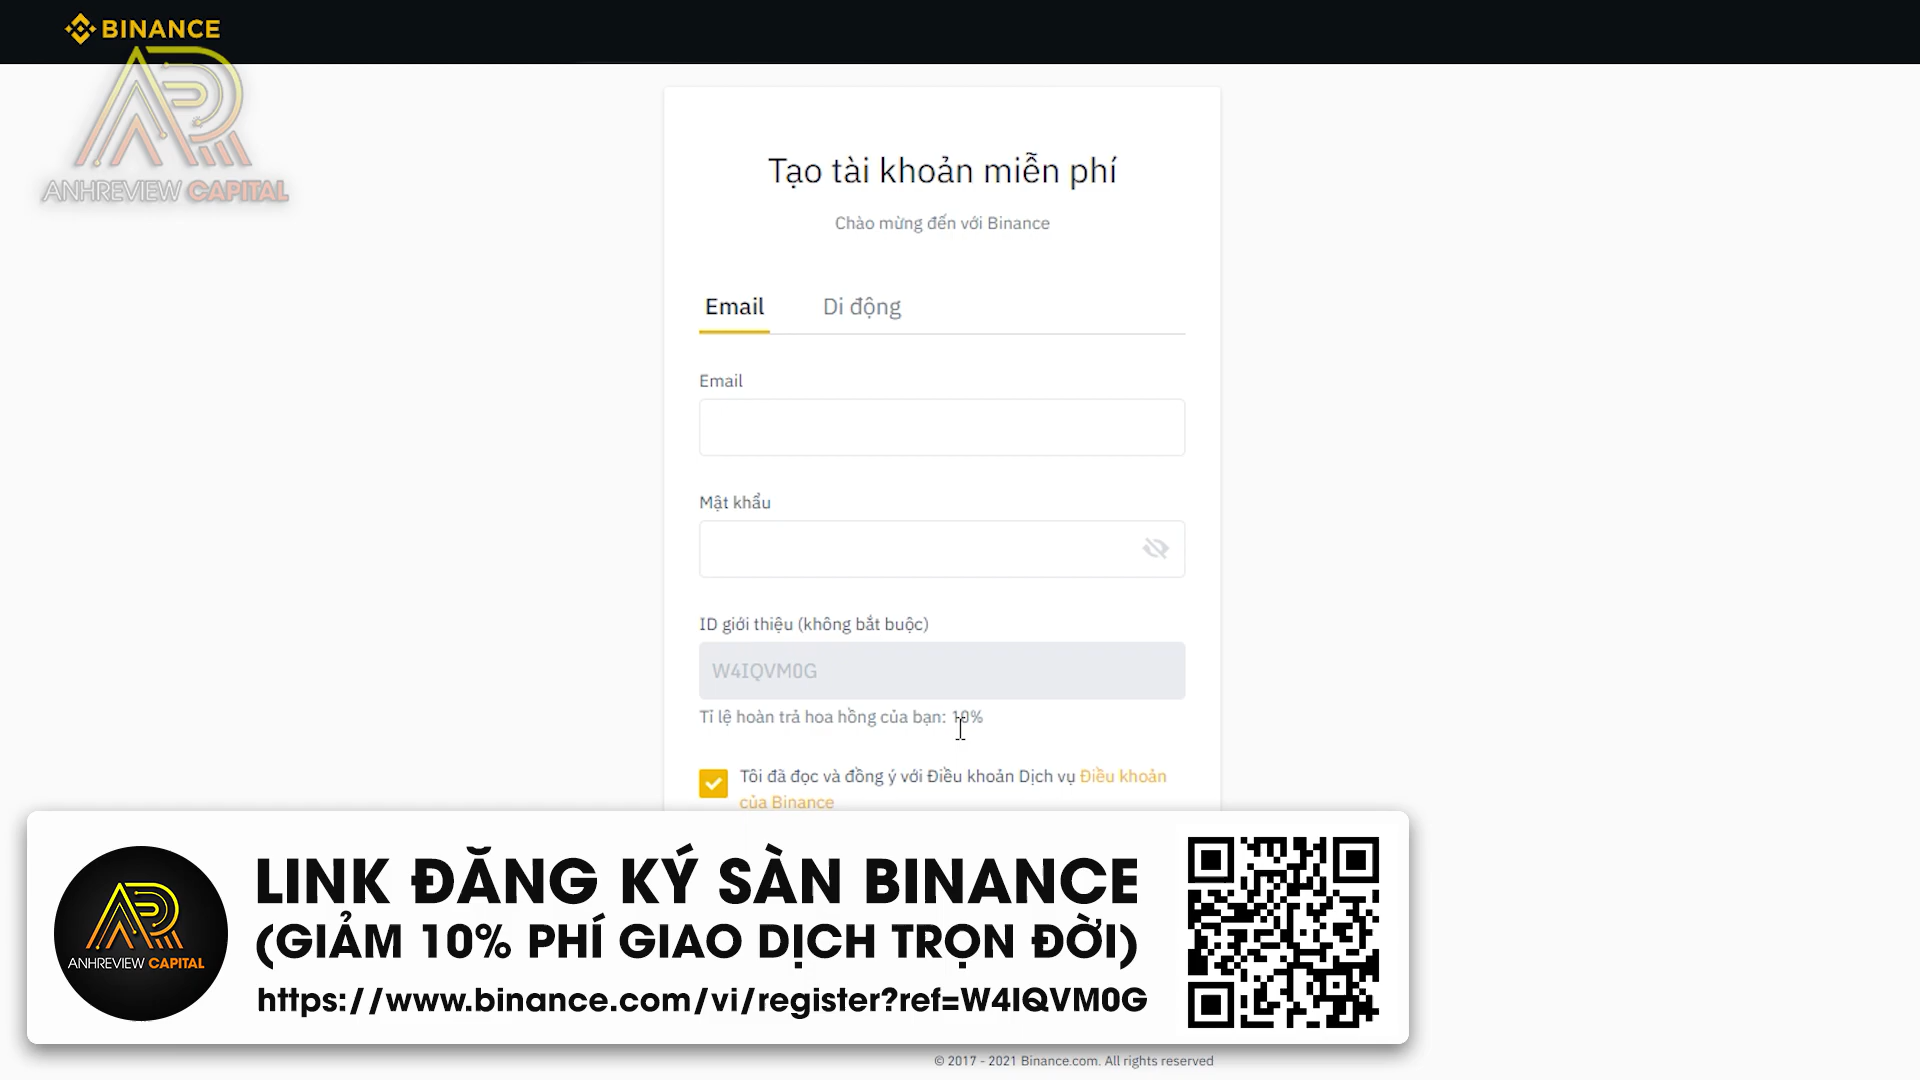 BINANCE
ANHREVIEW CAPITAL
Tạo tài khoản miễn phí
Chào mừng đến với Binance
Email
Di động
Email
Mật khẩu
ID giới thiệu (không bắt buộc)
W4IQVM0G
Tỉ lệ hoàn trả hoa hồng của bạn: 10%
Tôi đã đọc và đồng ý với Điều khoản Dịch vụ Điều khoản
của Binance
LINK ĐĂNG KÝ SÀN BINANCE
(GIẢM 10% PHÍ GIAO DỊCH TRỌN ĐỜI)
https://www.binance.com/vi/register?ref=W4IQVM0G
ANHREVIEW CAPITAL
© 2017 - 2021 Binance.com. All rights reserved